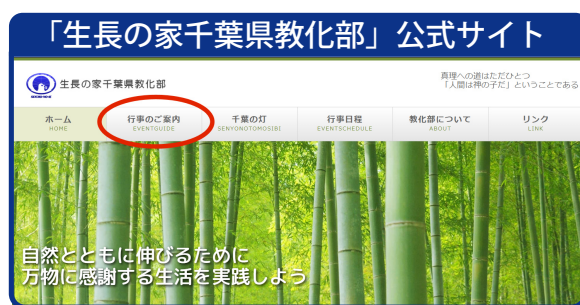 「生長の家千葉県教化部」公式サイト
真理への道はただひとつ
「人間は神の子だ」ということである
生長の家千葉県教化部
ホーム
HOME
行事のご案内
EVENTGUIDE
千葉の灯
SENYONOTOMOSIBI
行事日程
EVENTSCHEDULE
教化部について
ABOUT
リンク
LINK
自然とともに伸びるために
万物に感謝する生活を実践しよう